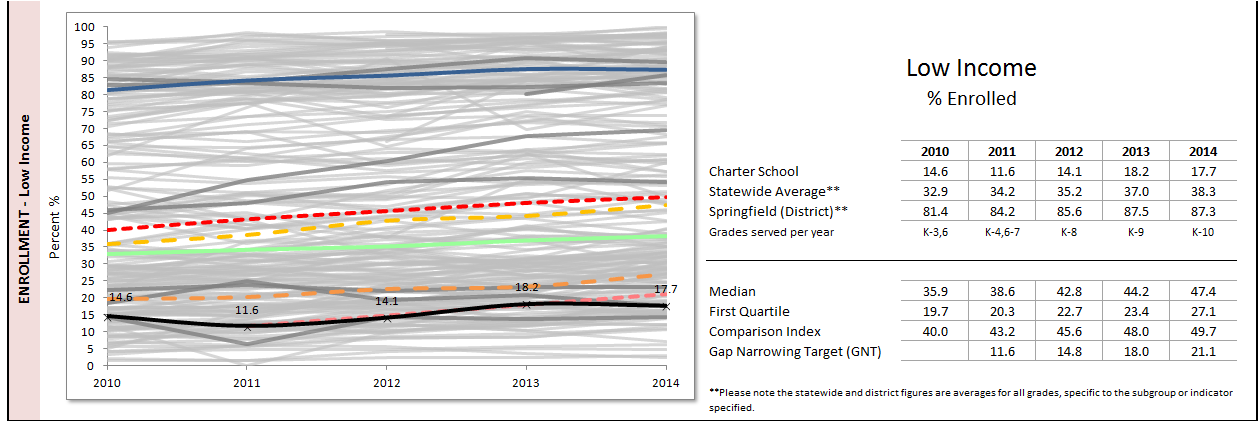 ENROLLMENT - Low Income
Percent %
100
95
90
85
80
75
70
65
60
55
50
45
40
35
30
25
20
15
10
5
0
14.6
11.6
14.1
18.2
17.7
2010 2011 2012 2013 2014
Low Income
% Enrolled
2010 2011 2012 2013 2014
Charter School 14.6 11.6 14.1 18.2 17.7
Statewide Average** 32.9 34.2 35.2 37.0 38.3
Springfield (District)** 81.4 84.2 85.6 87.5 87.3
Grades served per year K-3,6 K-4,6-7 K-8 K-9 K-10
Median 35.9 38.6 42.8 44.2 47.4
First Quartile 19.7 20.3 22.7 23.4 27.1
Comparison Index 40.0 43.2 45.6 48.0 49.7
Gap Narrowing Target (GNT) 11.6 14.8 18.0 21.1
**Please note the statewide and district figures are averages for all grades, specific to the subgroup or indicator
specified.